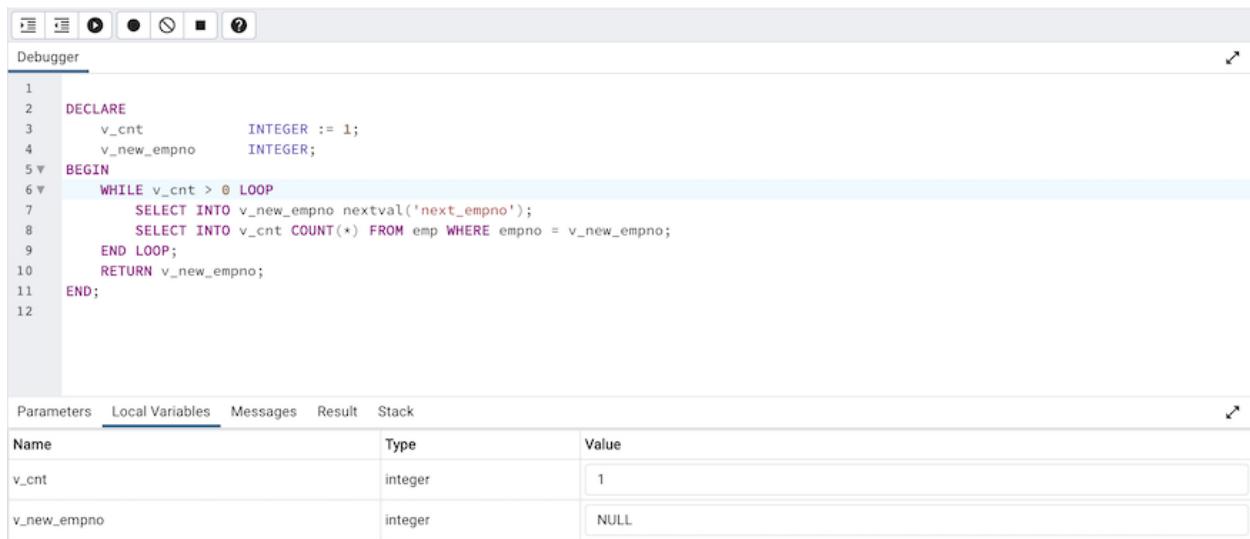 Debugger
1
2 DECLARE
3 v_cnt INTEGER := 1;
4 v_new_empno INTEGER;
5 BEGIN
6 WHILE v_cnt > 0 LOOP
7 SELECT INTO v_new_empno nextval('next_empno');
8 SELECT INTO v_cnt COUNT(*) FROM emp WHERE empno = v_new_empno;
9 END LOOP;
10 RETURN v_new_empno;
11 END;
12
Parameters Local Variables Messages Result Stack
Name Type Value
v_cnt integer 1
v_new_empno integer NULL